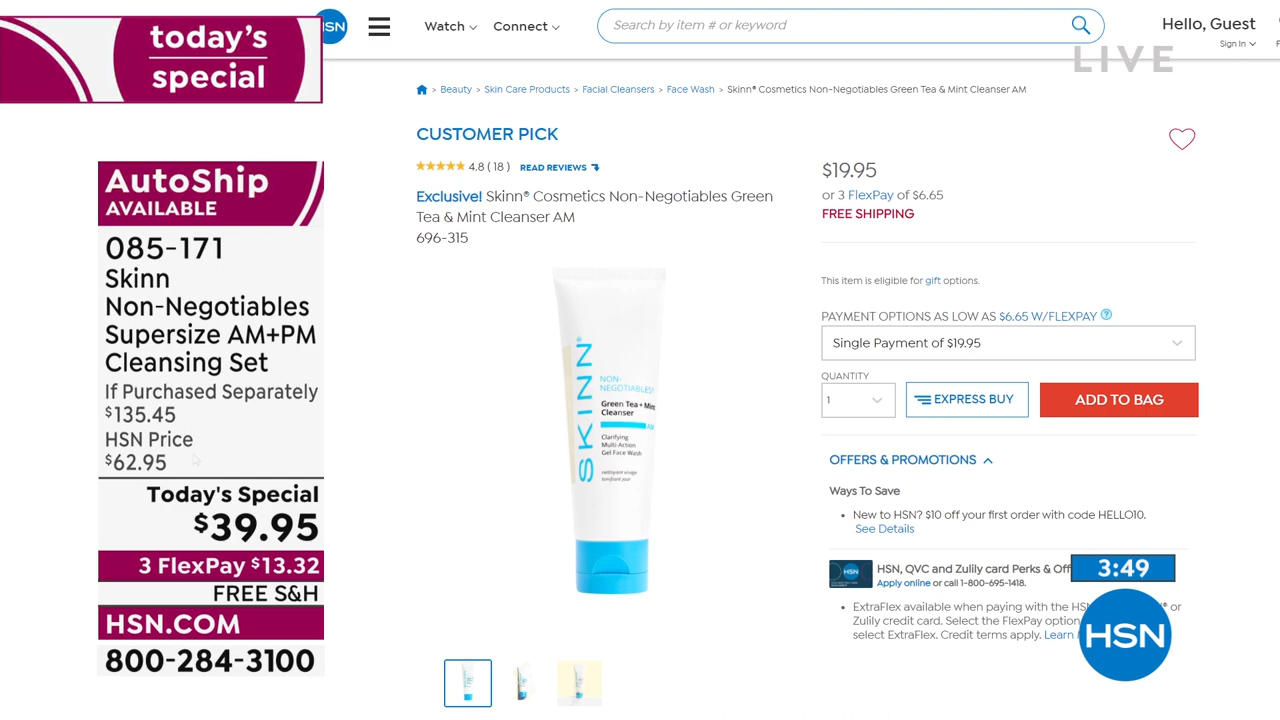 today's
special
HSN
Watch
Connect
Search by item # or keyword
Hello, Guest
Sign In
LIVE
AutoShip
AVAILABLE
085-171
Skinn
Non-Negotiables
Supersize AM+PM
Cleansing Set
If Purchased Separately
$135.45
HSN Price
$62.95
Today's Special
$39.95
3 FlexPay $13.32
FREE S&H
HSN.COM
800-284-3100
> Beauty > Skin Care Products > Facial Cleansers > Face Wash > Skinn® Cosmetics Non-Negotiables Green Tea & Mint Cleanser AM
CUSTOMER PICK
4.8 ( 18 ) READ REVIEWS
Exclusive! Skinn® Cosmetics Non-Negotiables Green
Tea & Mint Cleanser AM
696-315
SKINN®
NON-
NEGOTIABLES
Green Tea + Mint
Cleanser
AM
Clarifying
Multi-Action
Gel Face Wash
nettoyant visage
tonifiant jour
$19.95
or 3 FlexPay of $6.65
FREE SHIPPING
This item is eligible for gift options.
PAYMENT OPTIONS AS LOW AS $6.65 W/FLEXPAY ?
Single Payment of $19.95
QUANTITY
1
EXPRESS BUY
ADD TO BAG
OFFERS & PROMOTIONS
Ways To Save
• New to HSN? $10 off your first order with code HELLO10.
See Details
HSN
HSN, QVC and Zulily card Perks & Off
Apply online or call 1-800-695-1418.
3:49
• ExtraFlex available when paying with the HS ® or
Zulily credit card. Select the FlexPay option
select ExtraFlex. Credit terms apply. Learn
HSN